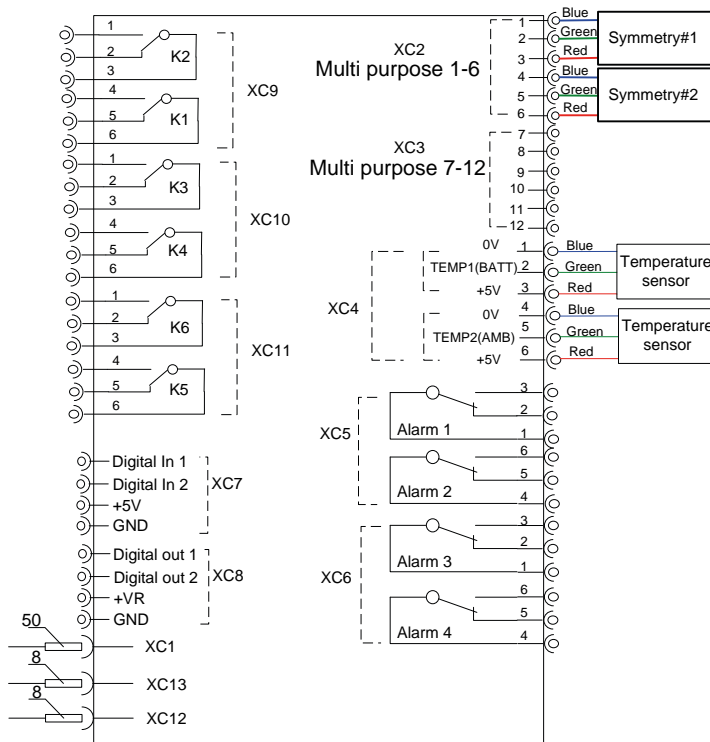 1
2
K2
3
4
5
K1
6
XC9
1
2
K3
3
4
5
K4
6
XC10
1
2
K6
3
4
5
K5
6
XC11
Digital In 1
Digital In 2
+5V
GND
XC7
Digital out 1
Digital out 2
+VR
GND
XC8
50
XC1
8
XC13
8
XC12
XC2
Multi purpose 1-6
1 Blue
2 Green
3 Red
Symmetry#1
4 Blue
5 Green
6 Red
Symmetry#2
XC3
Multi purpose 7-12
7
8
9
10
11
12
XC4
0V 1 Blue
TEMP1(BATT) 2 Green
+5V 3 Red
Temperature
sensor
0V 4 Blue
TEMP2(AMB) 5 Green
+5V 6 Red
Temperature
sensor
XC5
3
2
Alarm 1 1
6
5
Alarm 2 4
XC6
3
2
Alarm 3 1
6
5
Alarm 4 4